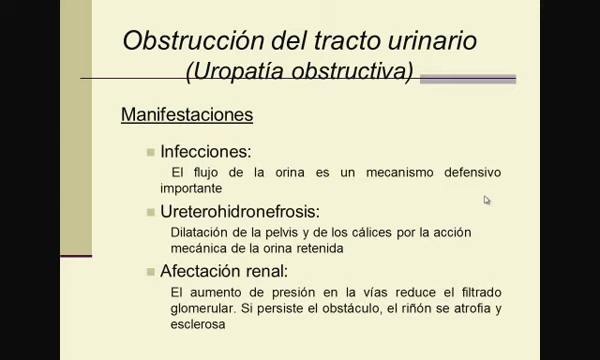 Obstrucción del tracto urinario
(Uropatía obstructiva)
Manifestaciones
Infecciones:
El flujo de la orina es un mecanismo defensivo
importante
Ureterohidronefrosis:
Dilatación de la pelvis y de los cálices por la acción
mecánica de la orina retenida
Afectación renal:
El aumento de presión en la vías reduce el filtrado
glomerular. Si persiste el obstáculo, el riñón se atrofia y
esclerosa